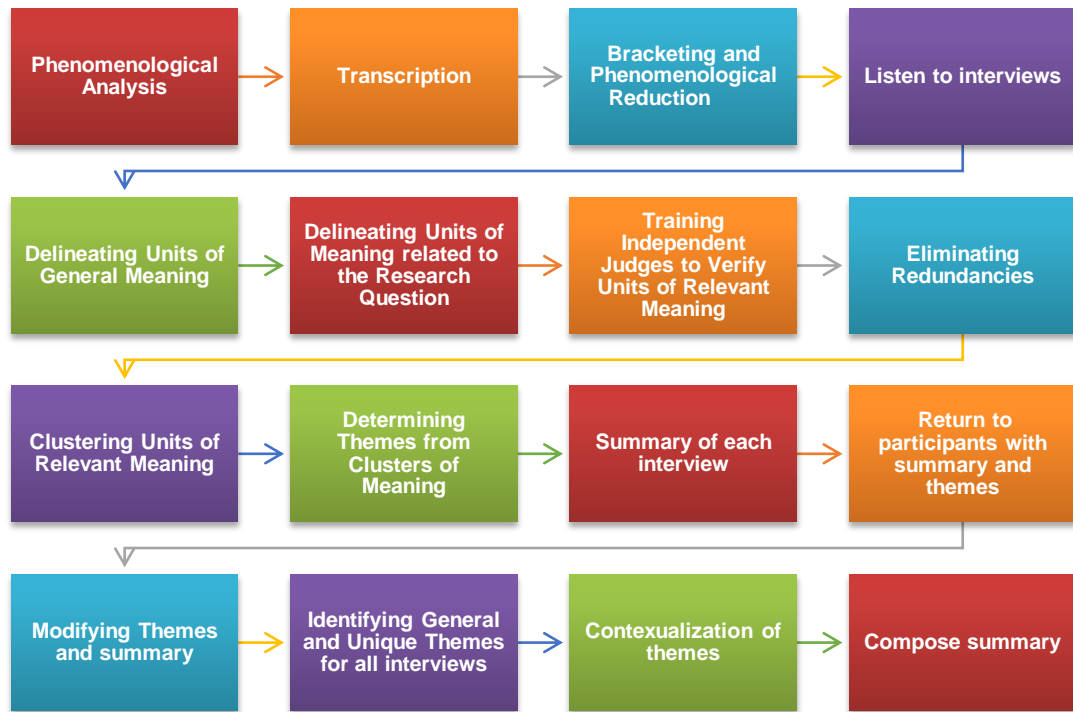 Phenomenological
Analysis
Transcription
Bracketing and
Phenomenological
Reduction
Listen to interviews
Delineating Units of
General Meaning
Delineating Units of
Meaning related to
the Research
Question
Training
Independent
Judges to Verify
Units of Relevant
Meaning
Eliminating
Redundancies
Clustering Units of
Relevant Meaning
Determining
Themes from
Clusters of
Meaning
Summary of each
interview
Return to
participants with
summary and
themes
Modifying Themes
and summary
Identifying General
and Unique Themes
for all interviews
Contexualization of
themes
Compose summary